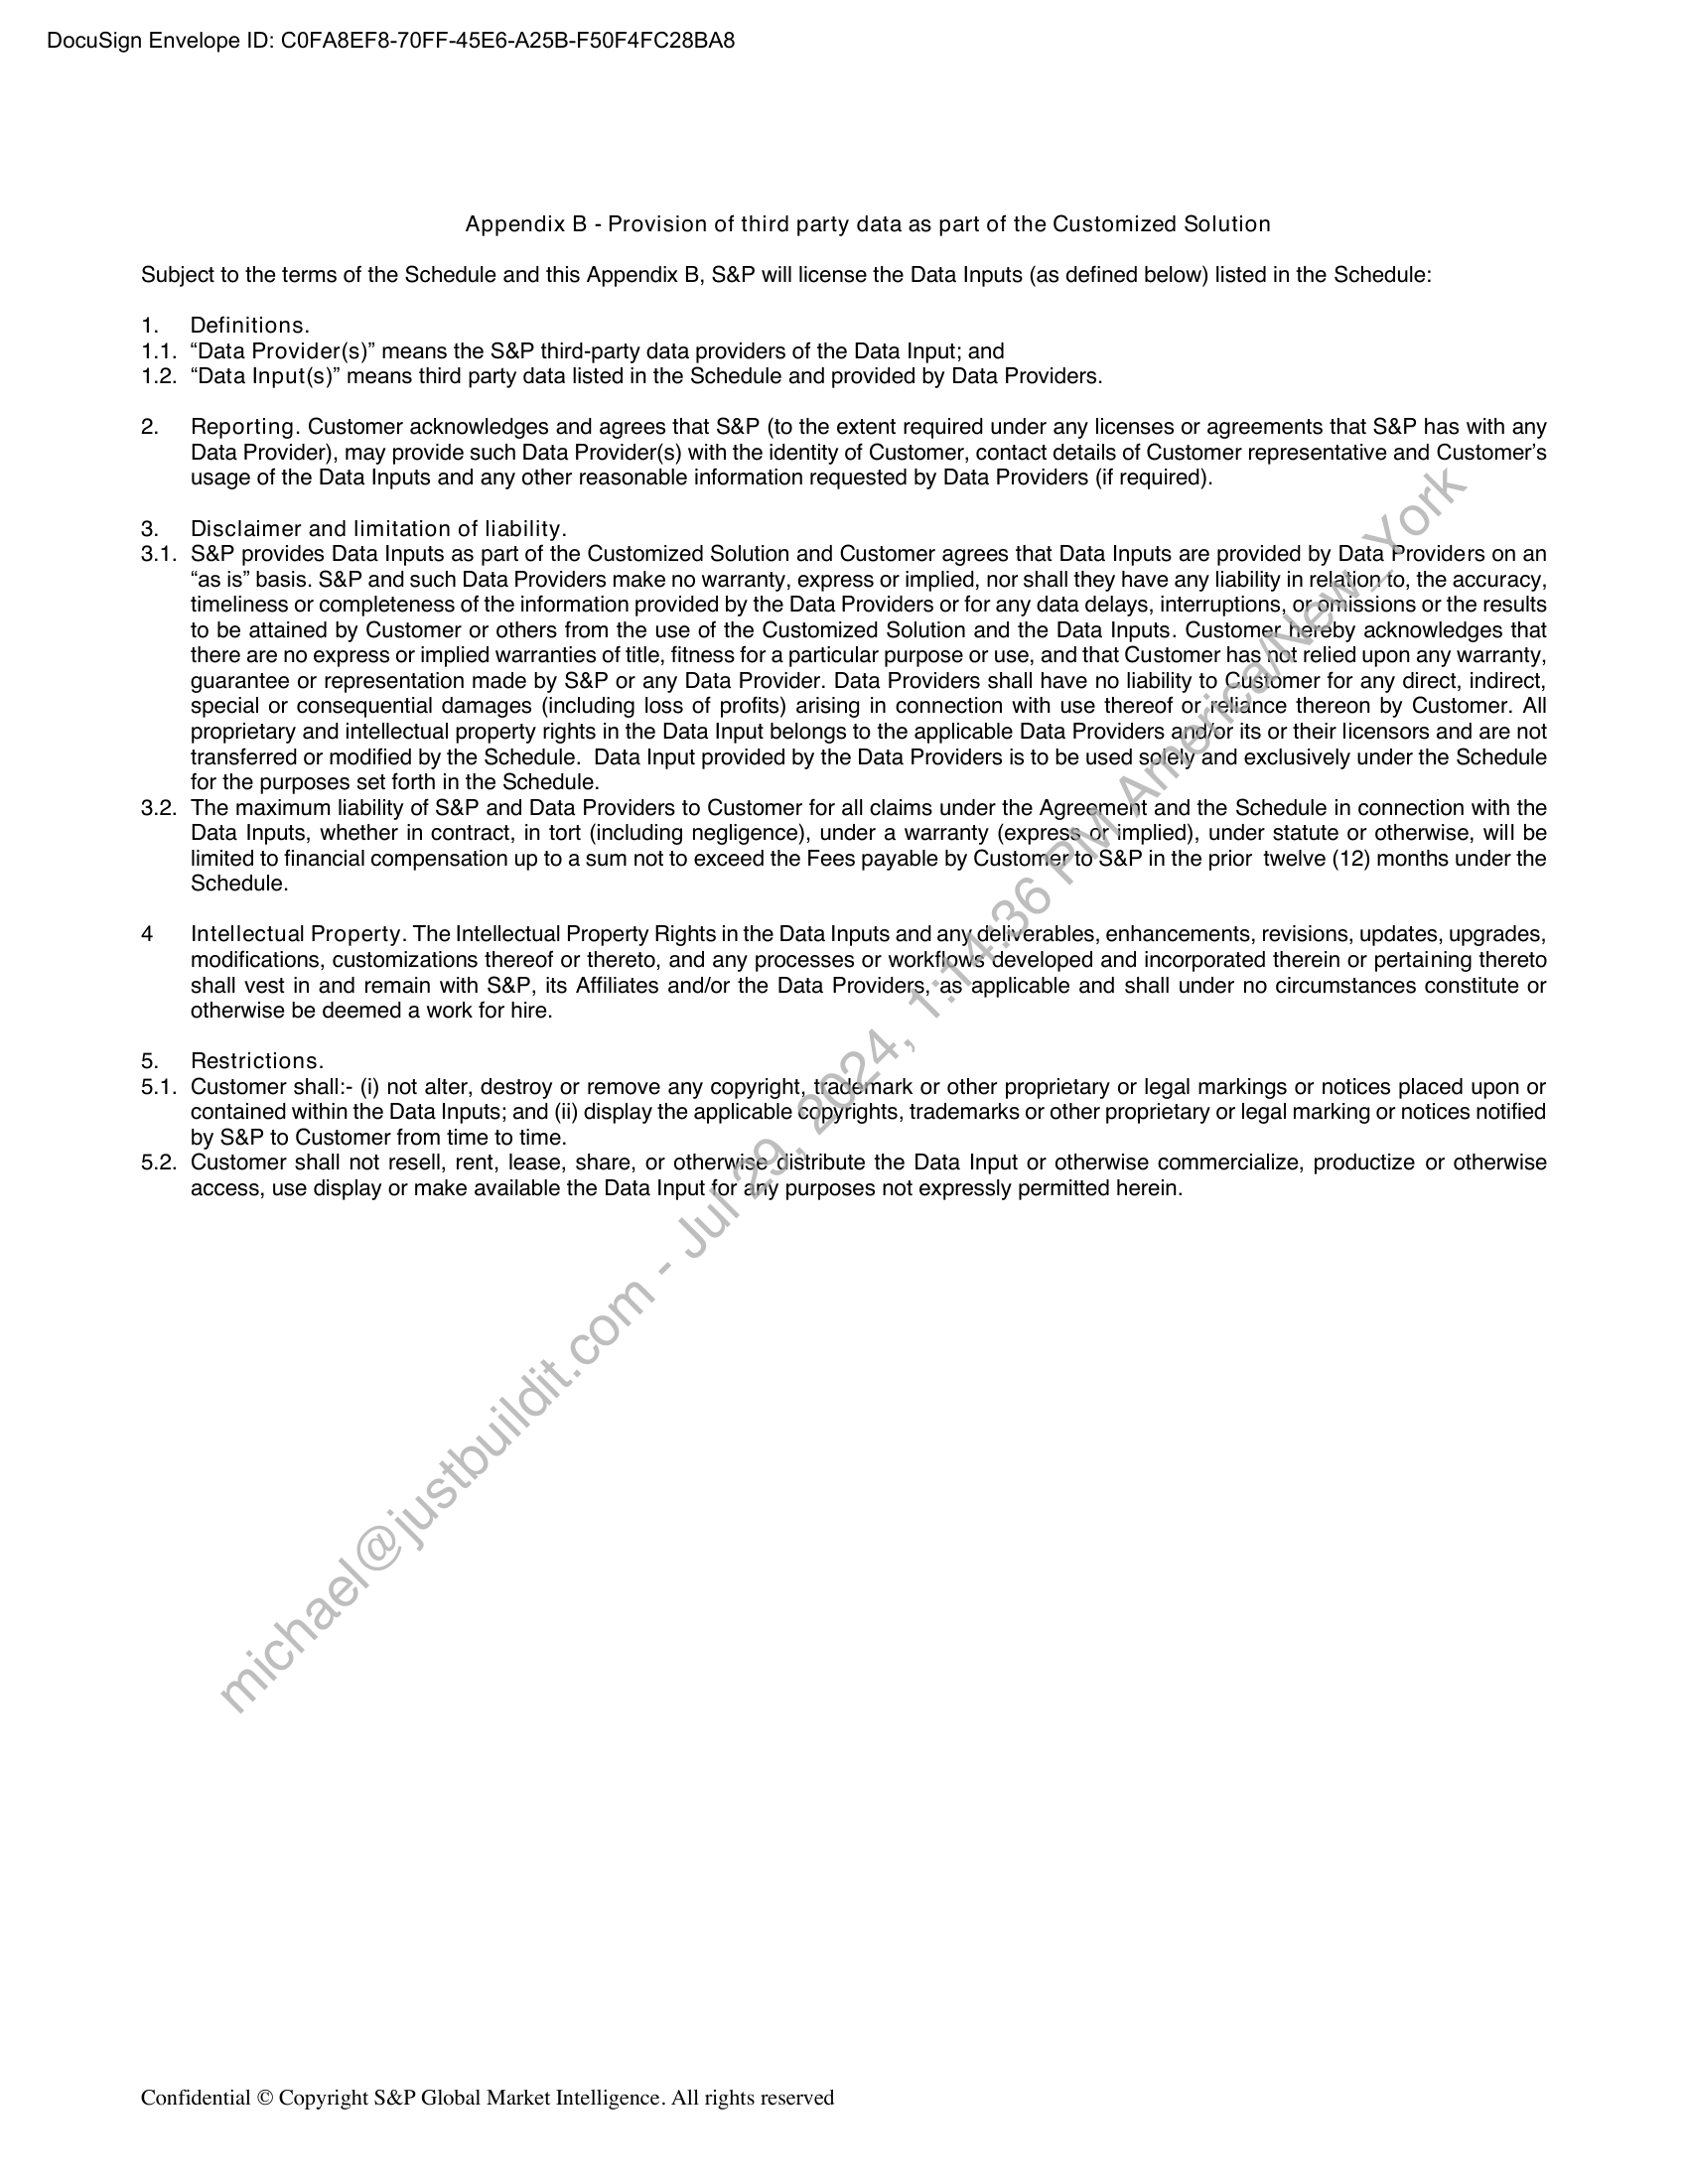 DocuSign Envelope ID: C0FA8EF8-70FF-45E6-A25B-F50F4FC28BA8
Appendix B - Provision of third party data as part of the Customized Solution
Subject to the terms of the Schedule and this Appendix B, S&P will license the Data Inputs (as defined below) listed in the Schedule:
1. Definitions.
1.1. “Data Provider(s)” means the S&P third-party data providers of the Data Input; and
1.2. “Data Input(s)” means third party data listed in the Schedule and provided by Data Providers.
2. Reporting. Customer acknowledges and agrees that S&P (to the extent required under any licenses or agreements that S&P has with any
Data Provider), may provide such Data Provider(s) with the identity of Customer, contact details of Customer representative and Customer’s
usage of the Data Inputs and any other reasonable information requested by Data Providers (if required).
3. Disclaimer and limitation of liability.
3.1. S&P provides Data Inputs as part of the Customized Solution and Customer agrees that Data Inputs are provided by Data Providers on an
“as is” basis. S&P and such Data Providers make no warranty, express or implied, nor shall they have any liability in relation to, the accuracy,
timeliness or completeness of the information provided by the Data Providers or for any data delays, interruptions, or omissions or the results
to be attained by Customer or others from the use of the Customized Solution and the Data Inputs. Customer hereby acknowledges that
there are no express or implied warranties of title, fitness for a particular purpose or use, and that Customer has not relied upon any warranty,
guarantee or representation made by S&P or any Data Provider. Data Providers shall have no liability to Customer for any direct, indirect,
special or consequential damages (including loss of profits) arising in connection with use thereof or reliance thereon by Customer. All
proprietary and intellectual property rights in the Data Input belongs to the applicable Data Providers and/or its or their licensors and are not
transferred or modified by the Schedule. Data Input provided by the Data Providers is to be used solely and exclusively under the Schedule
for the purposes set forth in the Schedule.
3.2. The maximum liability of S&P and Data Providers to Customer for all claims under the Agreement and the Schedule in connection with the
Data Inputs, whether in contract, in tort (including negligence), under a warranty (express or implied), under statute or otherwise, will be
limited to financial compensation up to a sum not to exceed the Fees payable by Customer to S&P in the prior twelve (12) months under the
Schedule.
4 Intellectual Property. The Intellectual Property Rights in the Data Inputs and any deliverables, enhancements, revisions, updates, upgrades,
modifications, customizations thereof or thereto, and any processes or workflows developed and incorporated therein or pertaining thereto
shall vest in and remain with S&P, its Affiliates and/or the Data Providers, as applicable and shall under no circumstances constitute or
otherwise be deemed a work for hire.
5. Restrictions.
5.1. Customer shall:- (i) not alter, destroy or remove any copyright, trademark or other proprietary or legal markings or notices placed upon or
contained within the Data Inputs; and (ii) display the applicable copyrights, trademarks or other proprietary or legal marking or notices notified
by S&P to Customer from time to time.
5.2. Customer shall not resell, rent, lease, share, or otherwise distribute the Data Input or otherwise commercialize, productize or otherwise
access, use display or make available the Data Input for any purposes not expressly permitted herein.
michael@justbuildit.com - Jul 29, 2024, 1:14:36 PM America/New_York
Confidential © Copyright S&P Global Market Intelligence. All rights reserved